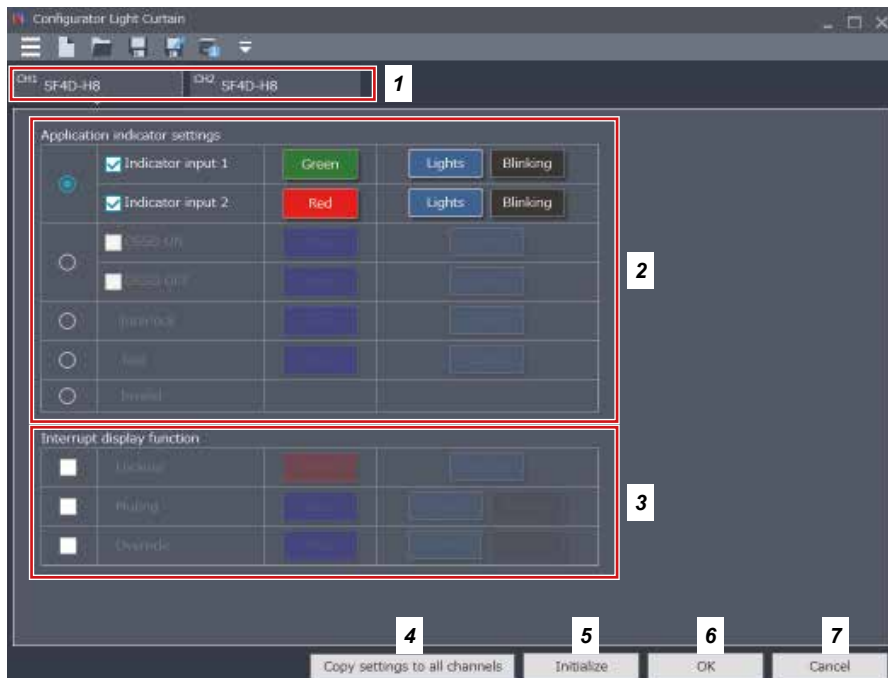 Configurator Light Curtain
CH1 SF4D-H8 CH2 SF4D-H8 1
Application indicator settings
Indicator input 1 Green Lights Blinking
Indicator input 2 Red Lights Blinking
OSSD ON
OSSD OFF
2
Interlock
Test
Invalid
Interrupt display function
Lockout
Muting
3
Override
4 5 6 7
Copy settings to all channels Initialize OK Cancel